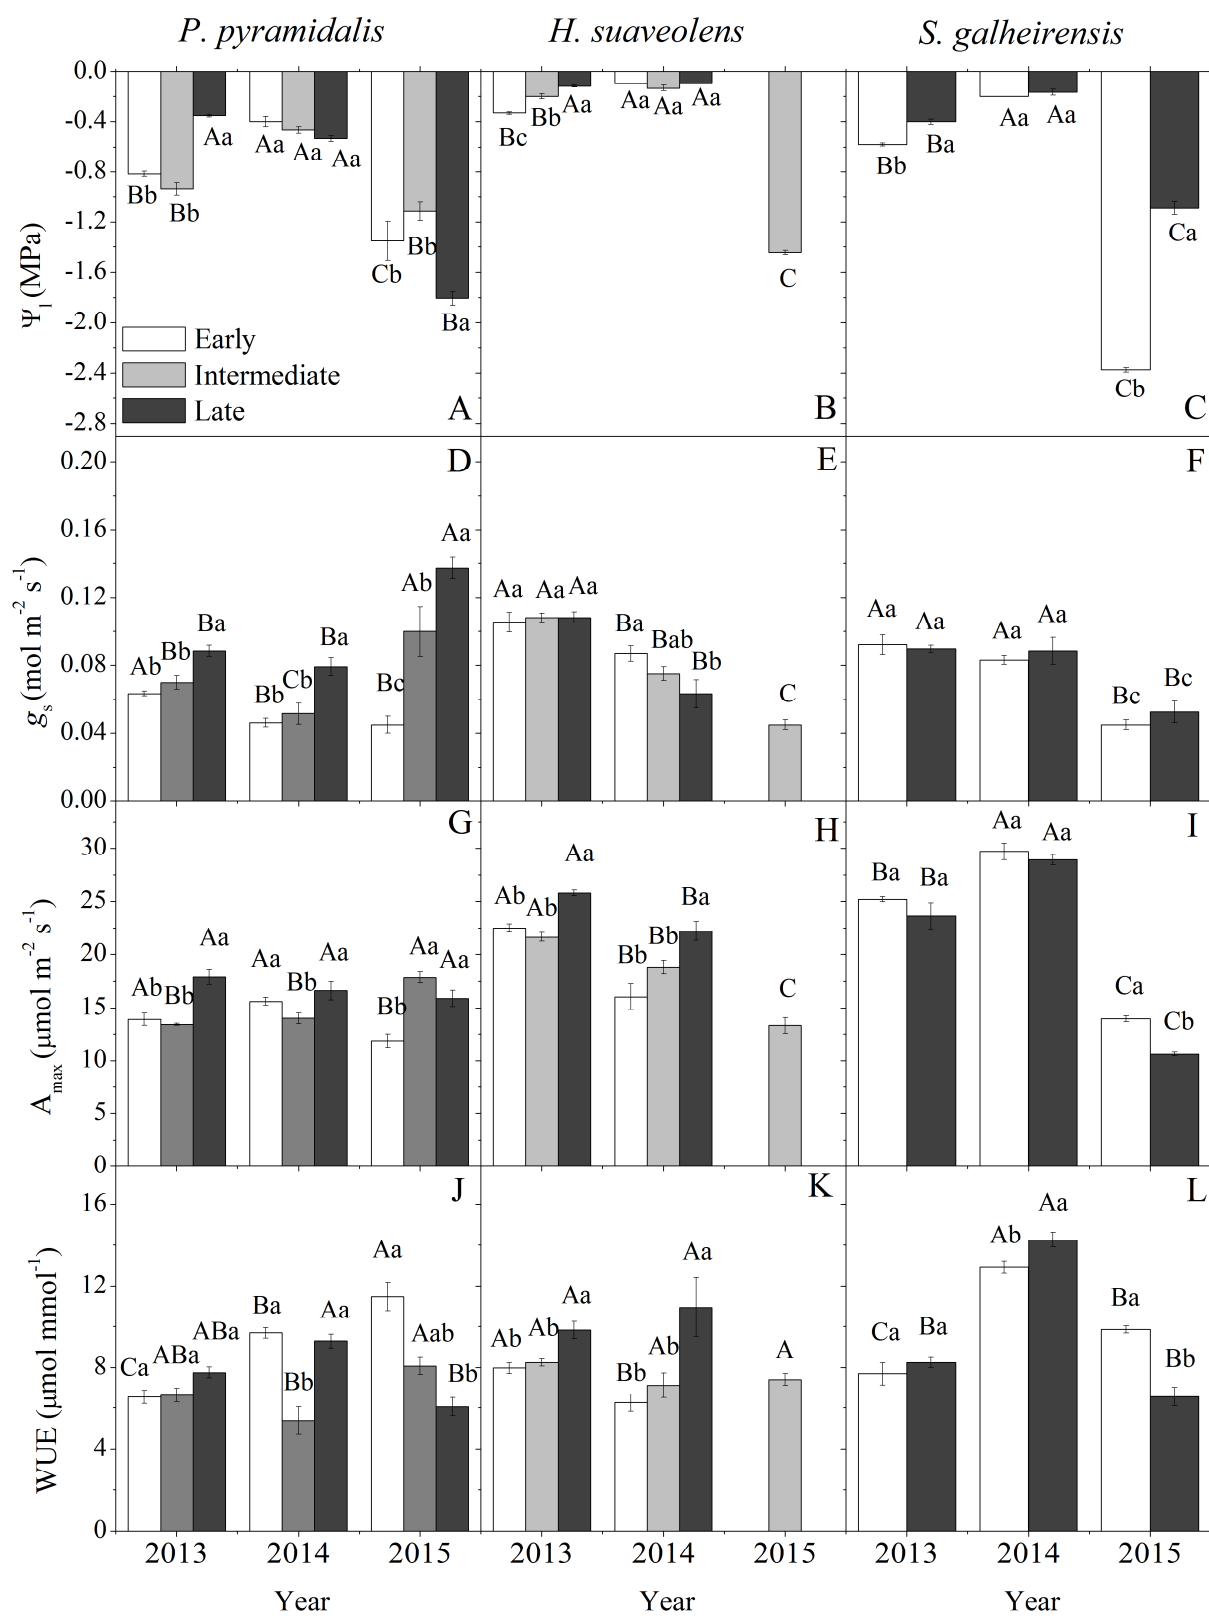 P. pyramidalis H. suaveolens S. galheirensis
0.0
-0.4
-0.8
-1.2
-1.6
-2.0
-2.4
-2.8
Ψl (MPa)
Bb Bb Aa Aa Aa Aa Cb Bb Ba
Early
Intermediate
Late
A
Bc Bb Aa Aa Aa Aa C
B
Bb Ba Aa Aa Cb Ca
C
0.20
0.16
0.12
0.08
0.04
0.00
gs (mol m-2 s-1)
D
Ab Bb Ba Bb Cb Ba Bc Ab Aa
E
Aa Aa Aa Ba Bab Bb C
F
Aa Aa Aa Aa Bc Bc
30
25
20
15
10
5
0
Amax (μmol m-2 s-1)
G
Ab Bb Aa Aa Bb Aa Bb Aa Aa
H
Ab Ab Aa Bb Bb Ba C
I
Ba Ba Aa Aa Ca Cb
16
12
8
4
0
WUE (μmol mmol-1)
J
Ca ABa ABa Ba Bb Aa Aa Aab Bb
K
Ab Ab Aa Bb Ab Aa A
L
Ca Ba Ab Aa Ba Bb
2013 2014 2015 2013 2014 2015 2013 2014 2015
Year Year Year